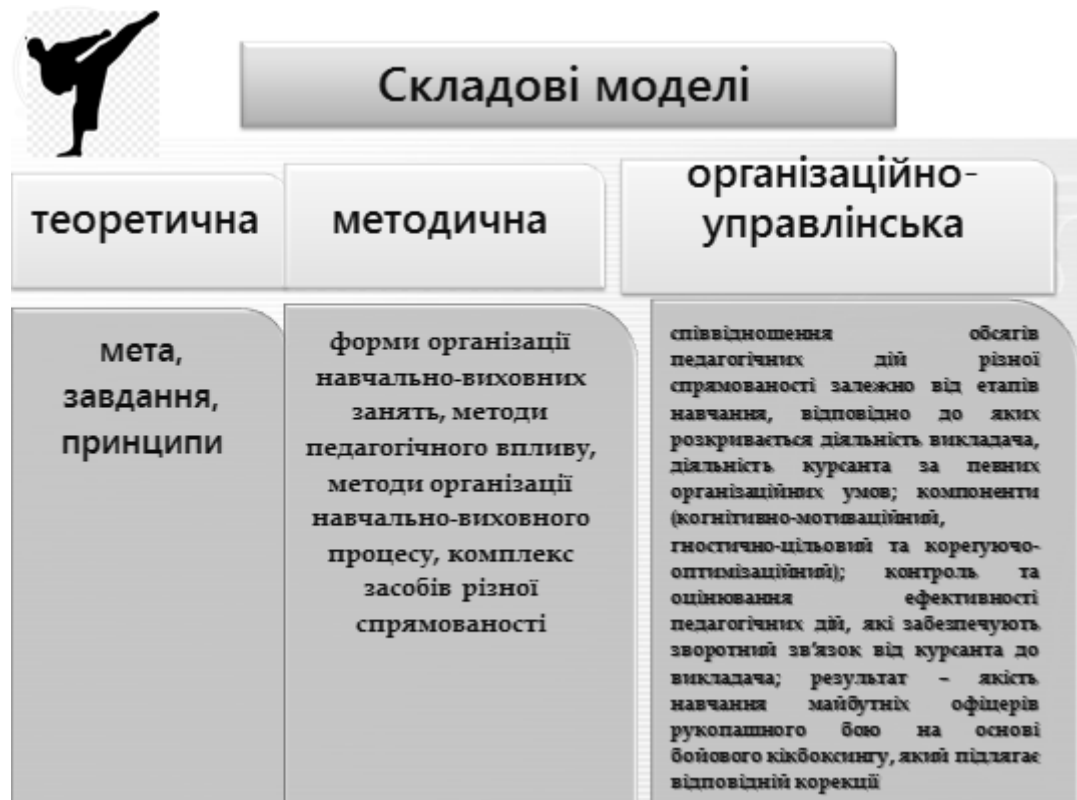 Складові моделі
теоретична
мета,
завдання,
принципи
методична
форми організації
навчально-виховних
занять, методи
педагогічного впливу,
методи організації
навчально-виховного
процесу, комплекс
засобів різної
спрямованості
організаційно-
управлінська
співвідношення обсягів
педагогічних дій різної
спрямованості залежно від етапів
навчання, відповідно до яких
розкривається діяльність викладача,
діяльність курсанта за певних
організаційних умов; компоненти
(когнітивно-мотиваційний,
гностично-цільовий та корегуючо-
оптимізаційний); контроль та
оцінювання ефективності
педагогічних дій, які забезпечують
зворотний зв'язок від курсанта до
викладача; результат – якість
навчання майбутніх офіцерів
рукопашного бою на основі
бойового кікбоксингу, який підлягає
відповідній корекції